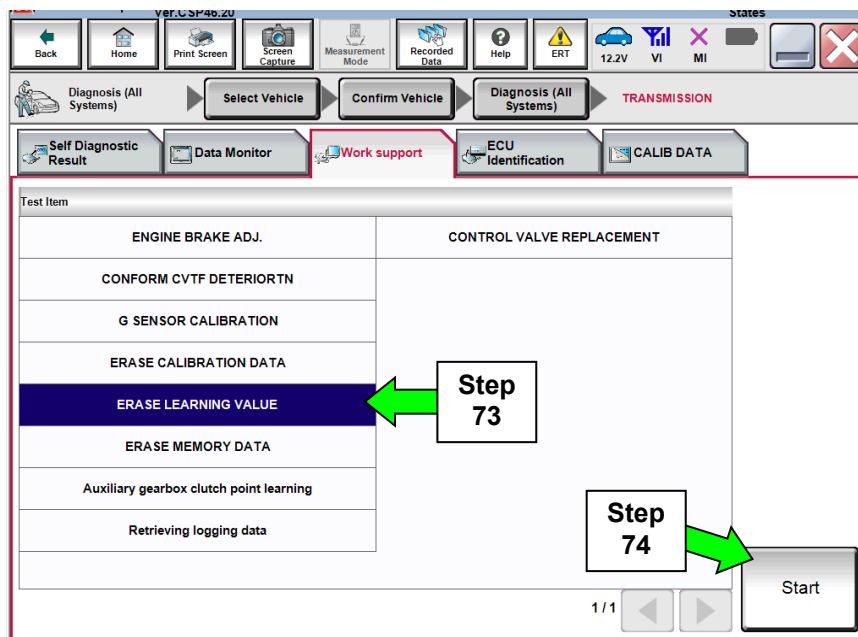 Ver.CSP46.20
States
Back
Home
Print Screen
Screen
Capture
Measurement
Mode
Recorded
Data
Help
ERT
12.2V
VI
MI
Diagnosis (All
Systems)
Select Vehicle
Confirm Vehicle
Diagnosis (All
Systems)
TRANSMISSION
Self Diagnostic
Result
Data Monitor
Work support
ECU
Identification
CALIB DATA
Test Item
ENGINE BRAKE ADJ.
CONTROL VALVE REPLACEMENT
CONFORM CVTF DETERIORTN
G SENSOR CALIBRATION
ERASE CALIBRATION DATA
ERASE LEARNING VALUE
Step
73
ERASE MEMORY DATA
Auxiliary gearbox clutch point learning
Retrieving logging data
Step
74
Start
1/1